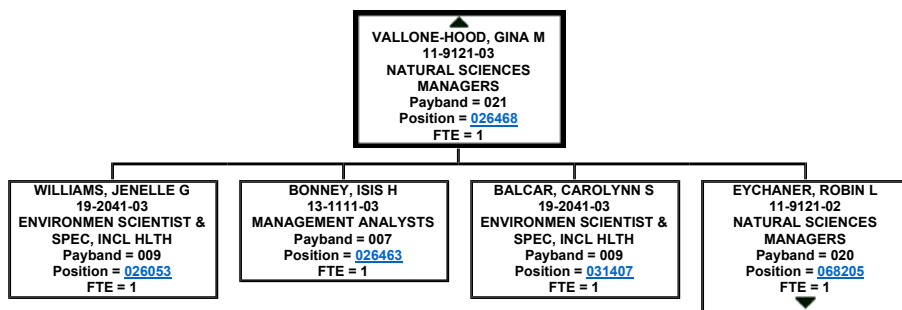 VALLONE-HOOD, GINA M
11-9121-03
NATURAL SCIENCES
MANAGERS
Payband = 021
Position = 026468
FTE = 1
WILLIAMS, JENELLE G
19-2041-03
ENVIRONMEN SCIENTIST &
SPEC, INCL HLTH
Payband = 009
Position = 026053
FTE = 1
BONNEY, ISIS H
13-1111-03
MANAGEMENT ANALYSTS
Payband = 007
Position = 026463
FTE = 1
BALCAR, CAROLYNN S
19-2041-03
ENVIRONMEN SCIENTIST &
SPEC, INCL HLTH
Payband = 009
Position = 031407
FTE = 1
EYCHANER, ROBIN L
11-9121-02
NATURAL SCIENCES
MANAGERS
Payband = 020
Position = 068205
FTE = 1